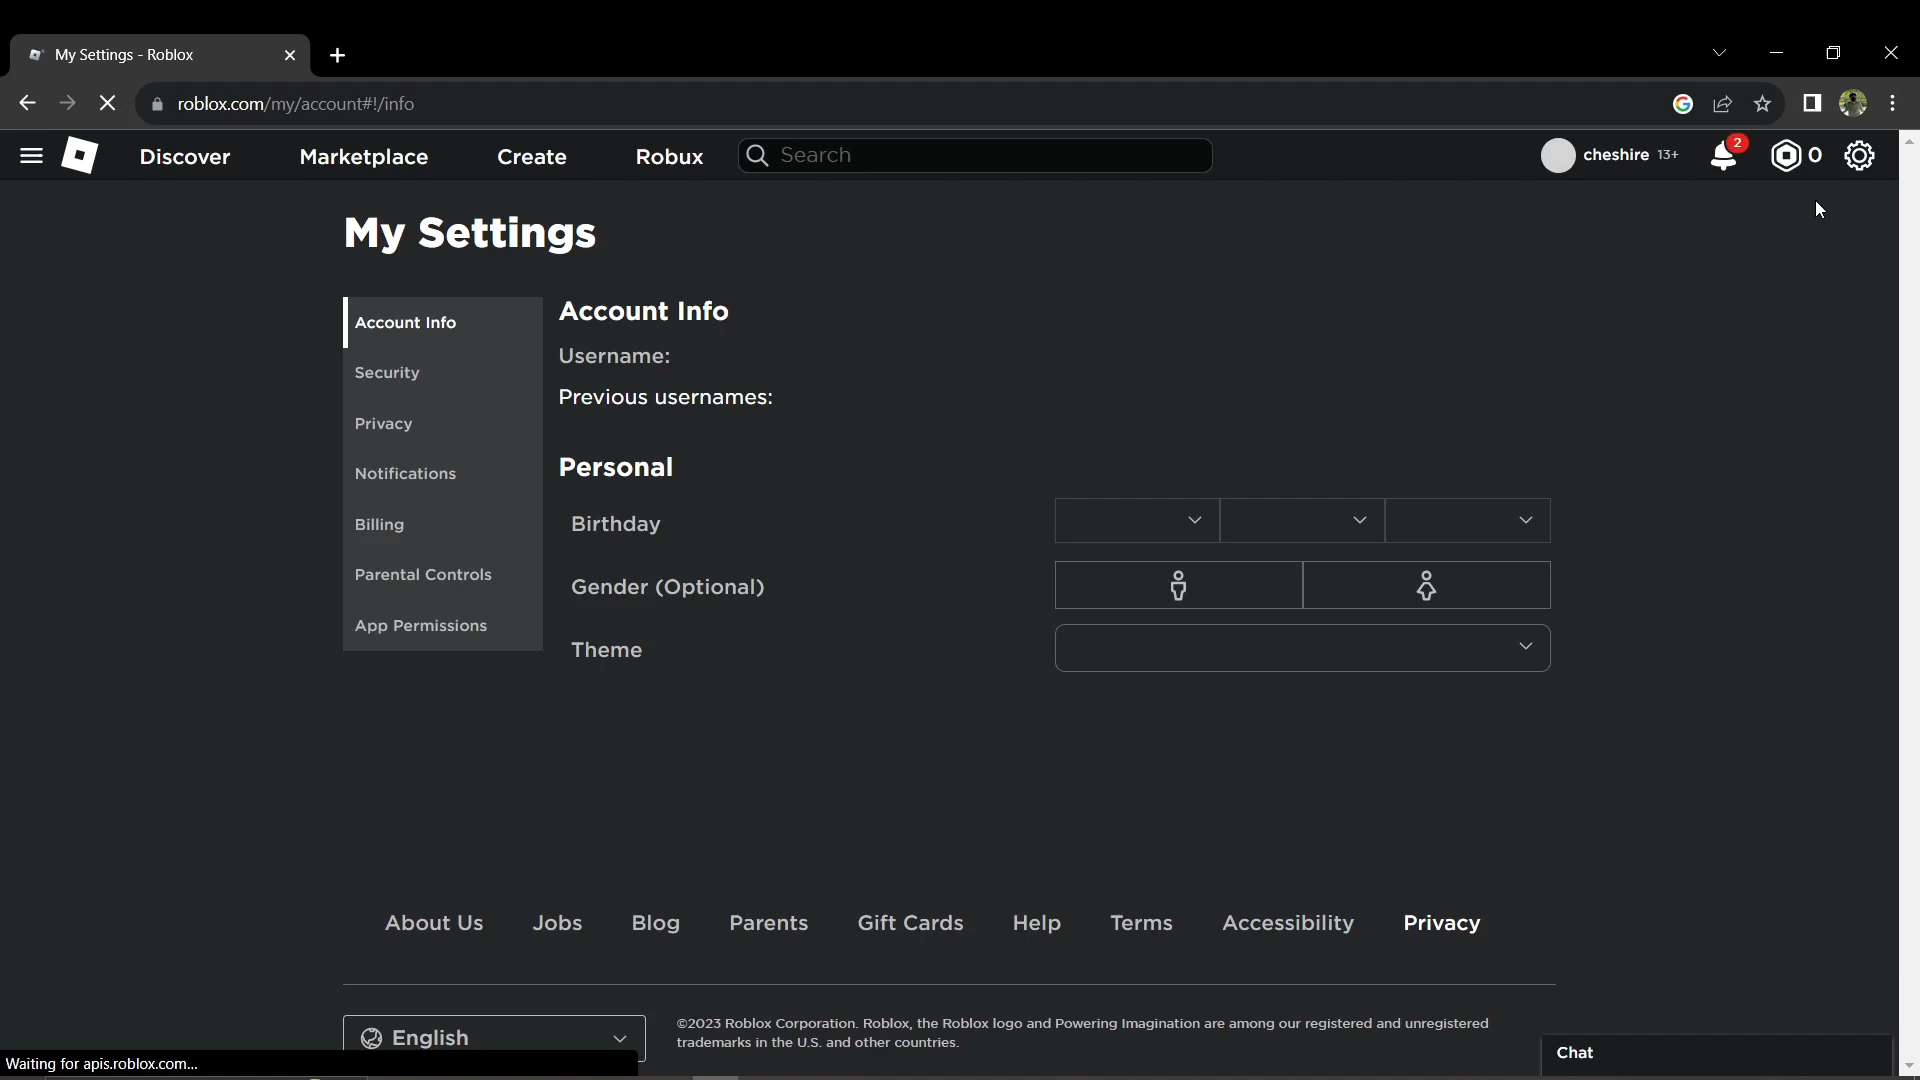 My Settings - Roblox
roblox.com/my/account#!/info
Discover Marketplace Create Robux Search cheshire 13+ 2 0
My Settings
Account Info
Security
Privacy
Notifications
Billing
Parental Controls
App Permissions
Account Info
Username:
Previous usernames:
Personal
Birthday
Gender (Optional)
Theme
About Us Jobs Blog Parents Gift Cards Help Terms Accessibility Privacy
English
©2023 Roblox Corporation. Roblox, the Roblox logo and Powering Imagination are among our registered and unregistered
trademarks in the U.S. and other countries.
Chat
Waiting for apis.roblox.com...